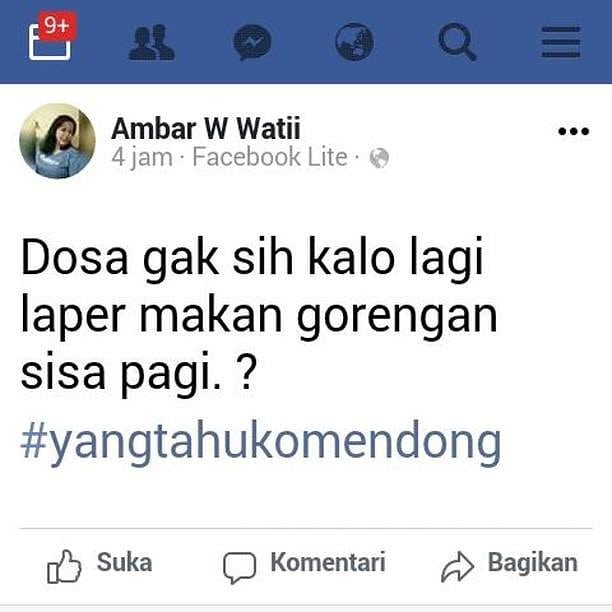 9+
Ambar W Watii
4 jam · Facebook Lite ·
Dosa gak sih kalo lagi
laper makan gorengan
sisa pagi. ?
#yangtahukomendong
Suka Komentari Bagikan